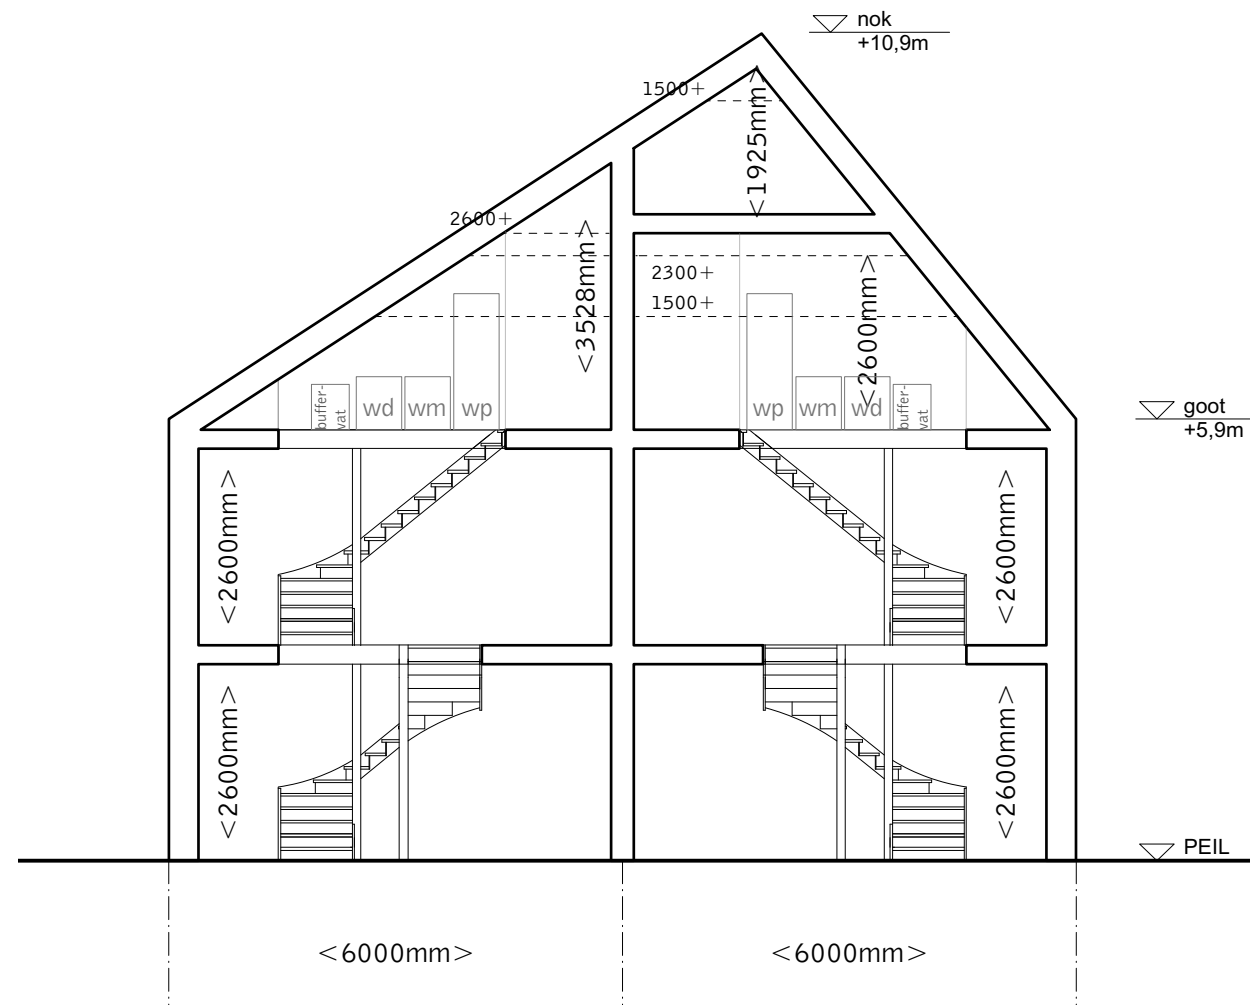 nok
+10,9m
1500+
<1925mm>
2600+
<3528mm>
2300+
1500+
<2600mm>
buffer-
vat
wd
wm
wp
wp
wm
wd
buffer-
vat
goot
+5,9m
<2600mm>
<2600mm>
<2600mm>
<2600mm>
PEIL
<6000mm>
<6000mm>